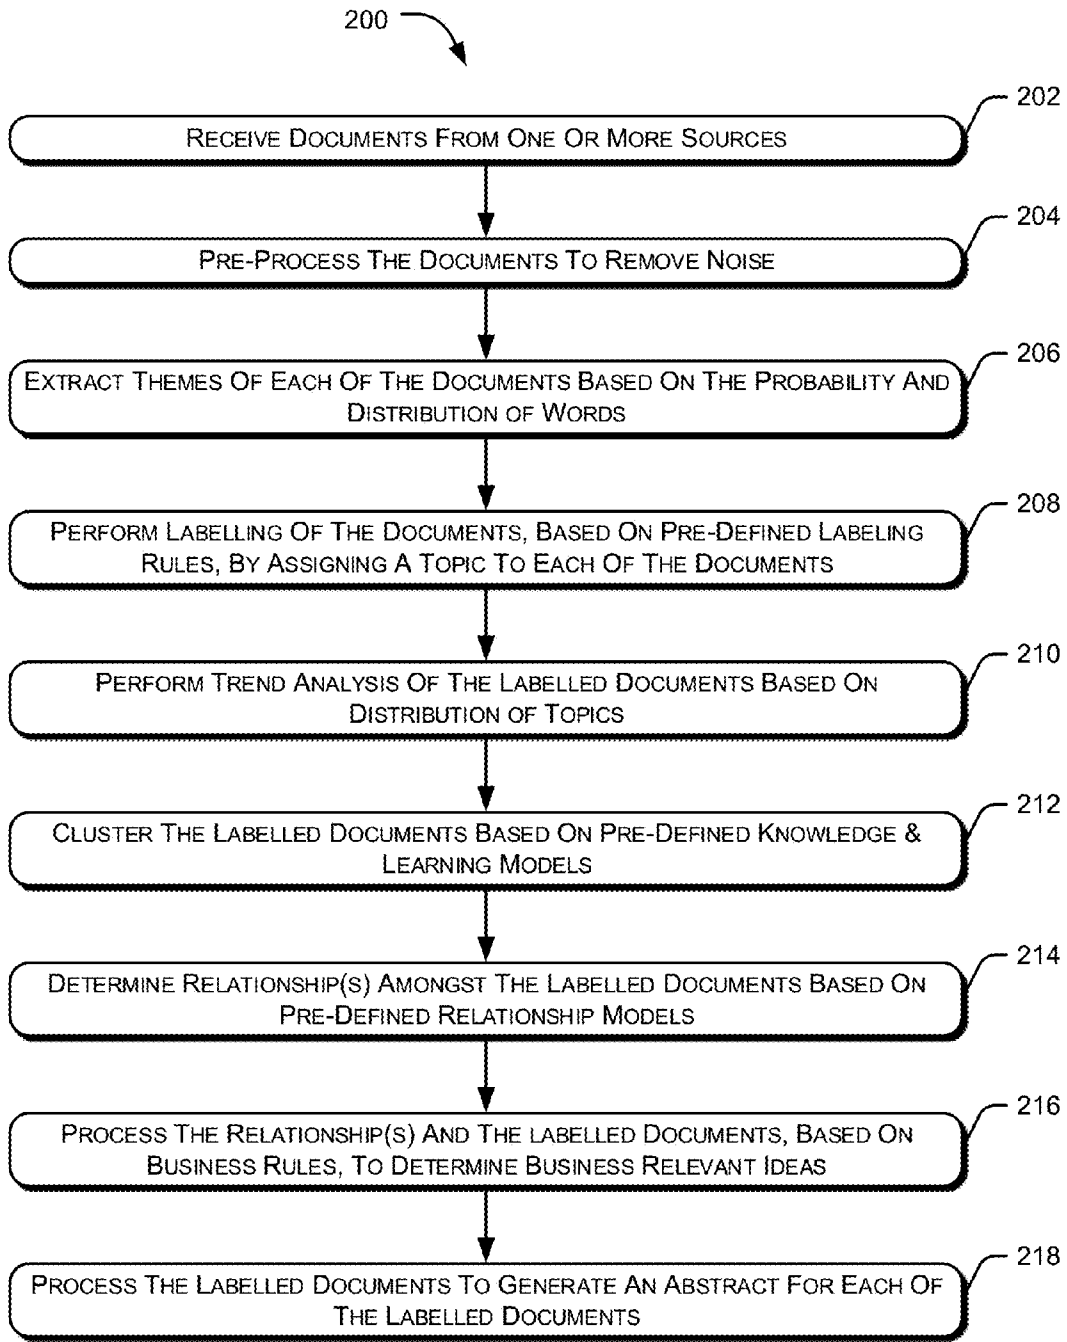 200
202
RECEIVE DOCUMENTS FROM ONE OR MORE SOURCES
204
PRE-PROCESS THE DOCUMENTS TO REMOVE NOISE
206
EXTRACT THEMES OF EACH OF THE DOCUMENTS BASED ON THE PROBABILITY AND
DISTRIBUTION OF WORDS
208
PERFORM LABELLING OF THE DOCUMENTS, BASED ON PRE-DEFINED LABELING
RULES, BY ASSIGNING A TOPIC TO EACH OF THE DOCUMENTS
210
PERFORM TREND ANALYSIS OF THE LABELLED DOCUMENTS BASED ON
DISTRIBUTION OF TOPICS
212
CLUSTER THE LABELLED DOCUMENTS BASED ON PRE-DEFINED KNOWLEDGE &
LEARNING MODELS
214
DETERMINE RELATIONSHIP(S) AMONGST THE LABELLED DOCUMENTS BASED ON
PRE-DEFINED RELATIONSHIP MODELS
216
PROCESS THE RELATIONSHIP(S) AND THE LABELLED DOCUMENTS, BASED ON
BUSINESS RULES, TO DETERMINE BUSINESS RELEVANT IDEAS
218
PROCESS THE LABELLED DOCUMENTS TO GENERATE AN ABSTRACT FOR EACH OF
THE LABELLED DOCUMENTS